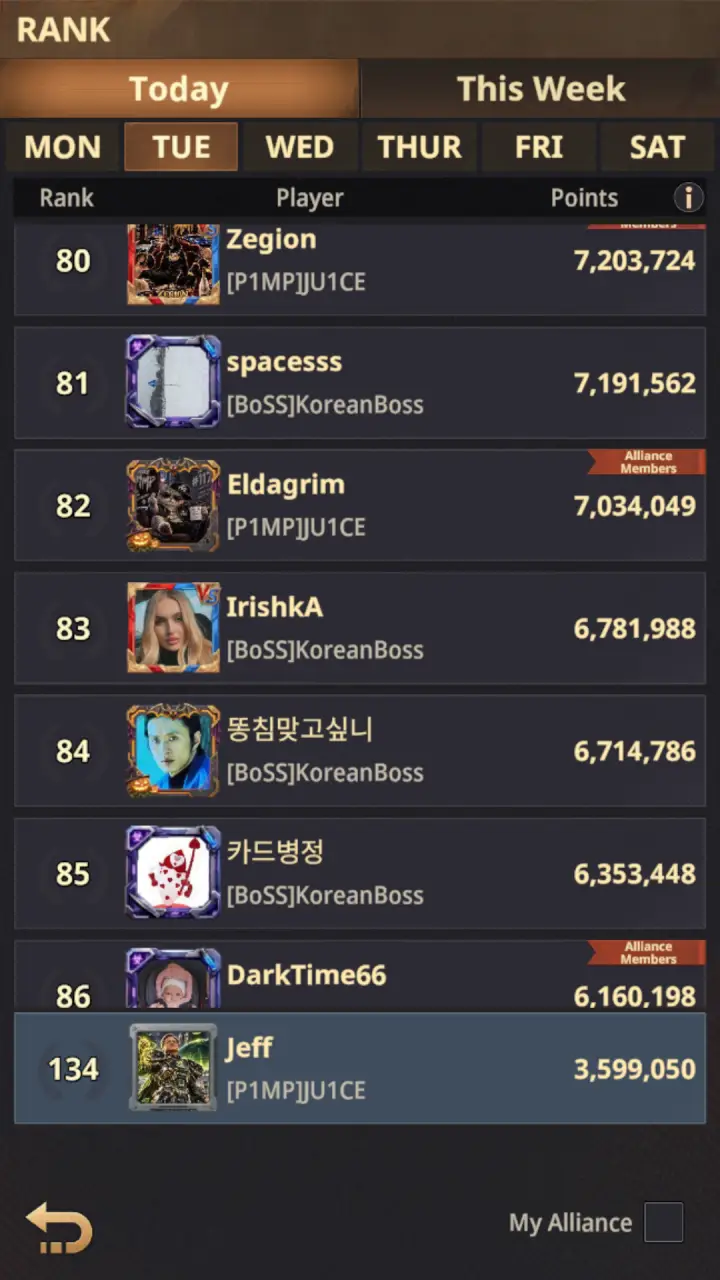 RANK
Today
This Week
MON
TUE
WED
THUR
FRI
SAT
Rank
Player
Points
Members
80
Zegion
[P1MP]JU1CE
7,203,724
81
spacesss
[BoSS]KoreanBoss
7,191,562
Alliance
Members
82
Eldagrim
[P1MP]JU1CE
7,034,049
83
IrishkA
[BoSS]KoreanBoss
6,781,988
84
똥침맞고싶니
[BoSS]KoreanBoss
6,714,786
85
카드병정
[BoSS]KoreanBoss
6,353,448
Alliance
Members
86
DarkTime66
6,160,198
134
Jeff
[P1MP]JU1CE
3,599,050
My Alliance